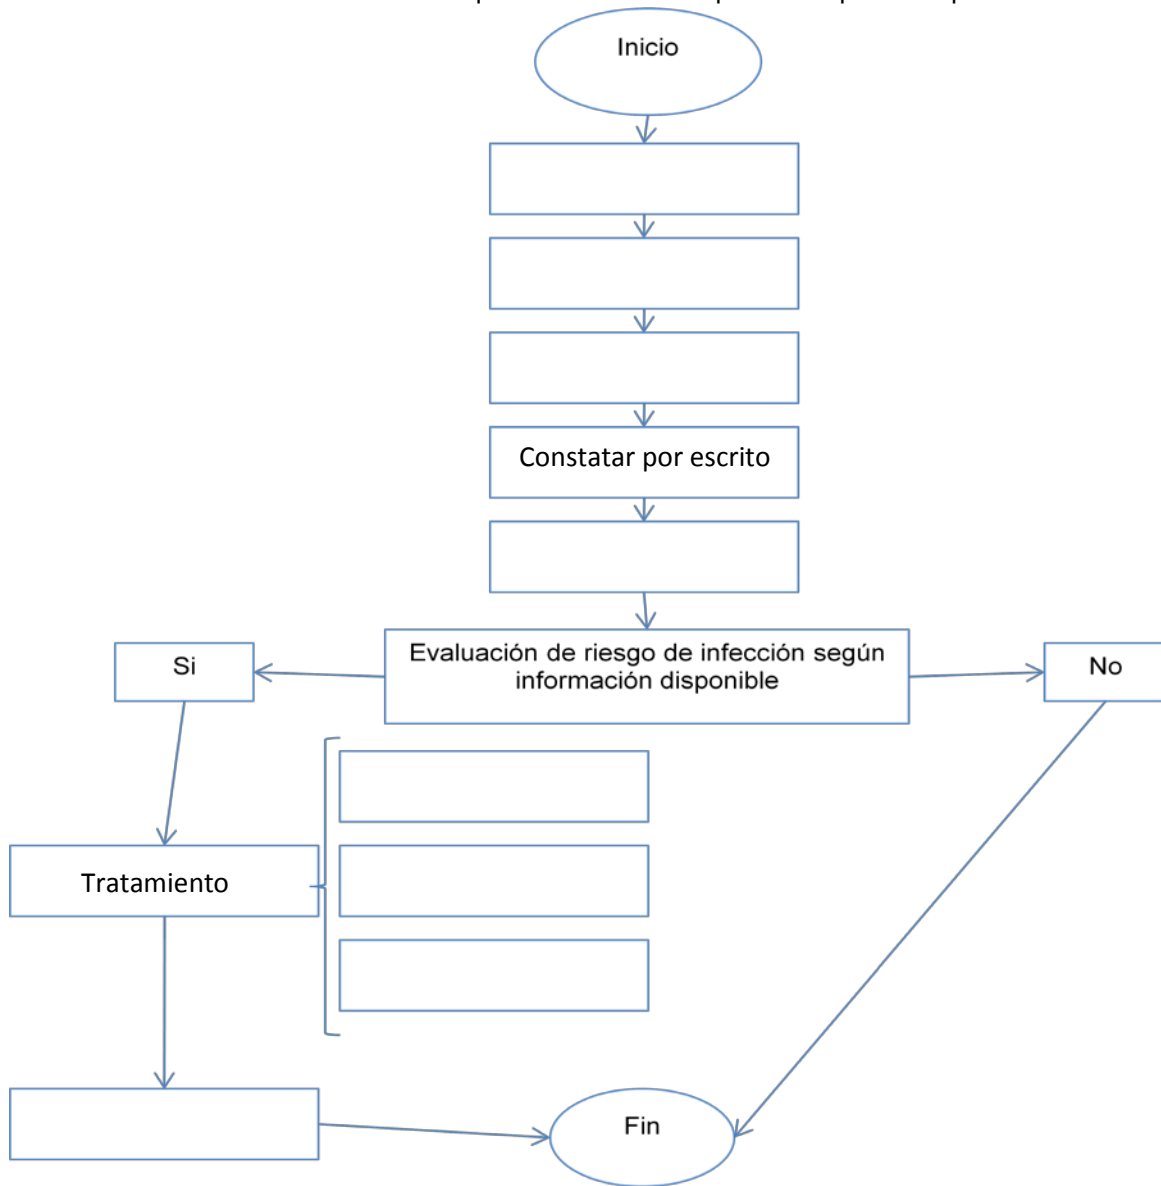 Inicio
Constatar por escrito
Evaluación de riesgo de infección según
información disponible
Si
No
Tratamiento
Fin